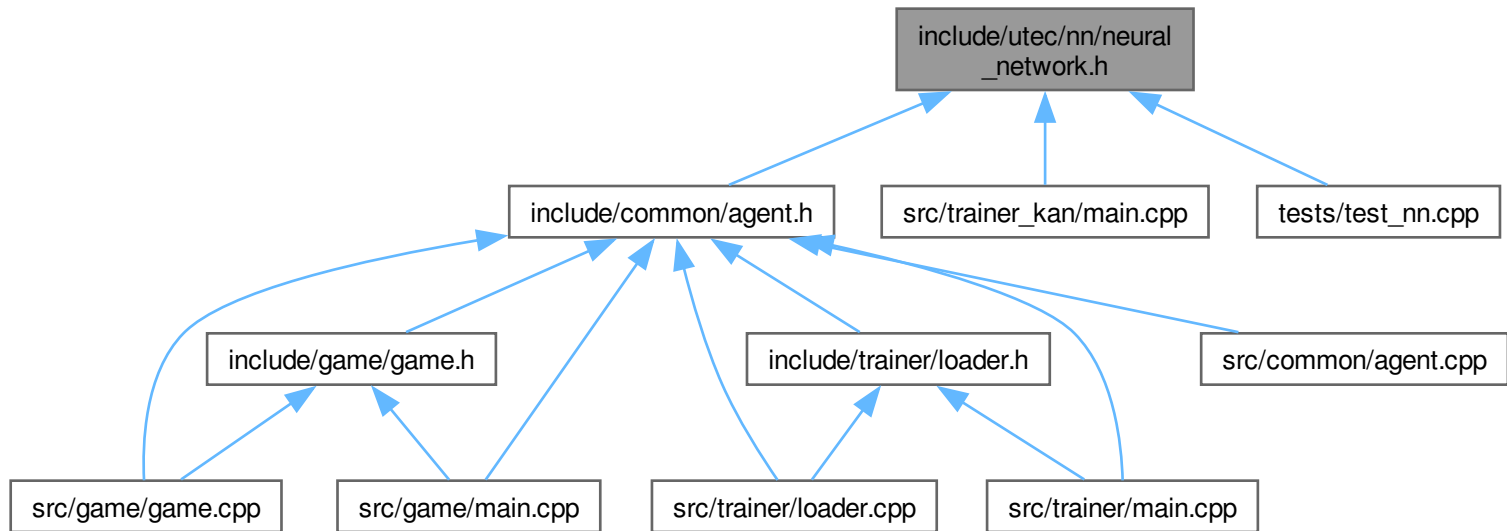 include/utec/nn/neural
_network.h
include/common/agent.h
src/trainer_kan/main.cpp
tests/test_nn.cpp
include/game/game.h
include/trainer/loader.h
src/common/agent.cpp
src/game/game.cpp
src/game/main.cpp
src/trainer/loader.cpp
src/trainer/main.cpp